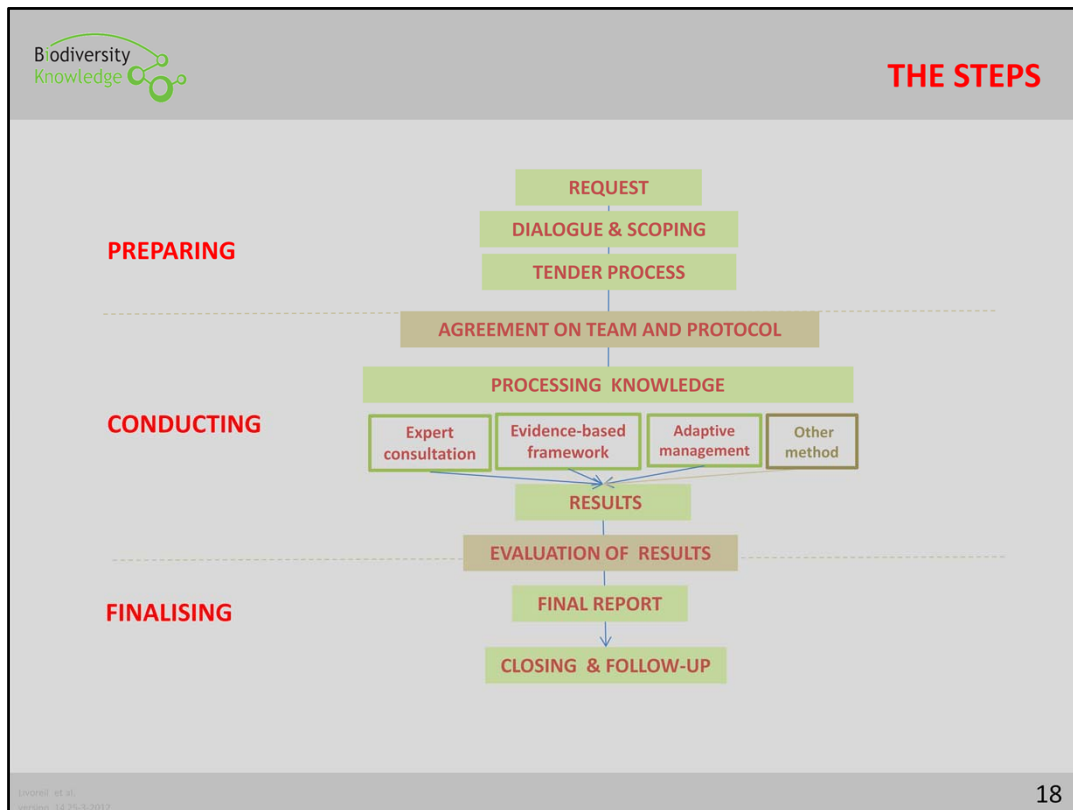 Biodiversity
Knowledge
THE STEPS
REQUEST
DIALOGUE & SCOPING
PREPARING
TENDER PROCESS
AGREEMENT ON TEAM AND PROTOCOL
PROCESSING KNOWLEDGE
CONDUCTING
Expert
consultation
Evidence-based
framework
Adaptive
management
Other
method
RESULTS
EVALUATION OF RESULTS
FINALISING
FINAL REPORT
CLOSING & FOLLOW-UP
et al,
18